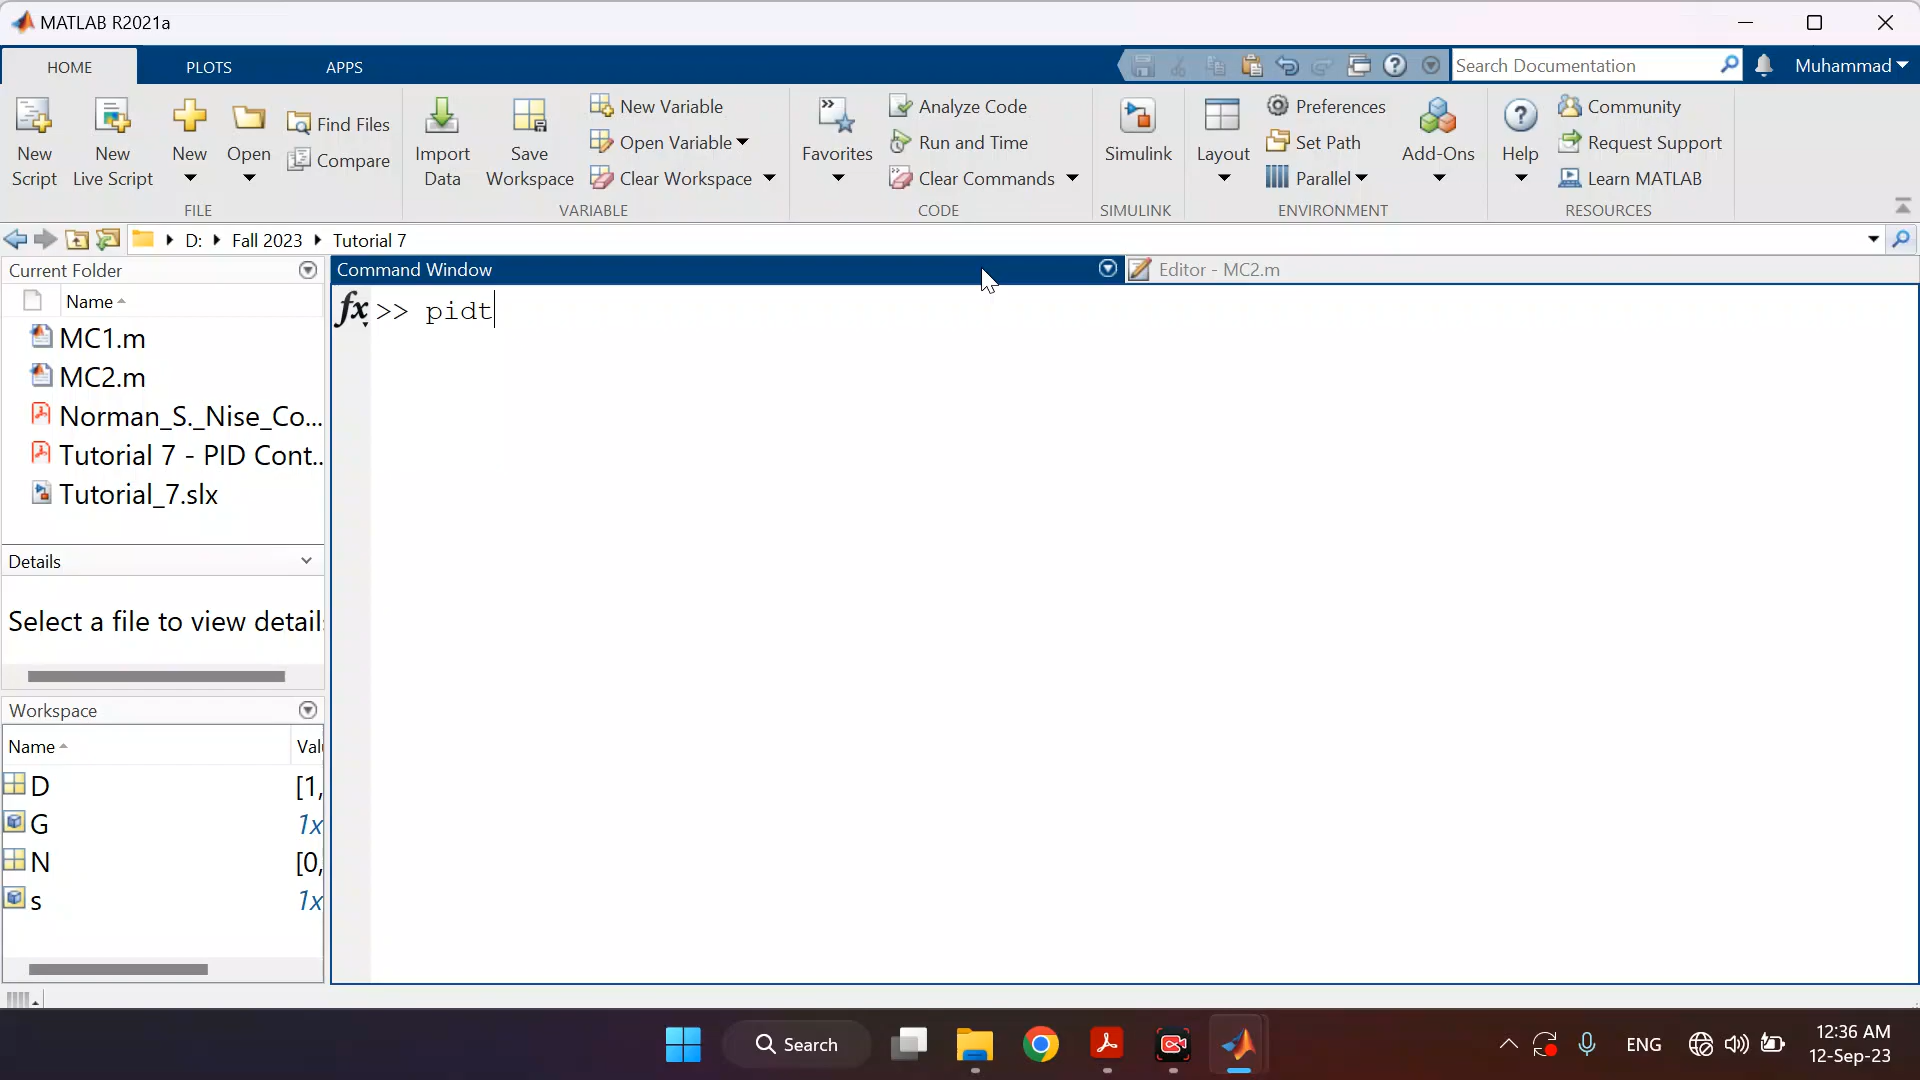 MATLAB R2021a
HOME PLOTS APPS
Search Documentation
Muhammad
New Script
New Live Script
New
Open
Find Files
Compare
FILE
Import Data
Save Workspace
New Variable
Open Variable
Clear Workspace
VARIABLE
Favorites
Analyze Code
Run and Time
Clear Commands
CODE
Simulink
SIMULINK
Layout
Preferences
Set Path
Parallel
Add-Ons
ENVIRONMENT
Help
Community
Request Support
Learn MATLAB
RESOURCES
D: Fall 2023 Tutorial 7
Current Folder
Name
MC1.m
MC2.m
Norman_S._Nise_Co...
Tutorial 7 - PID Cont...
Tutorial_7.slx
Details
Select a file to view detail
Workspace
Name Val
D [1,
G 1x
N [0,
s 1x
Command Window
Editor - MC2.m
fx >> pidt
Search
ENG
12:36 AM
12-Sep-23